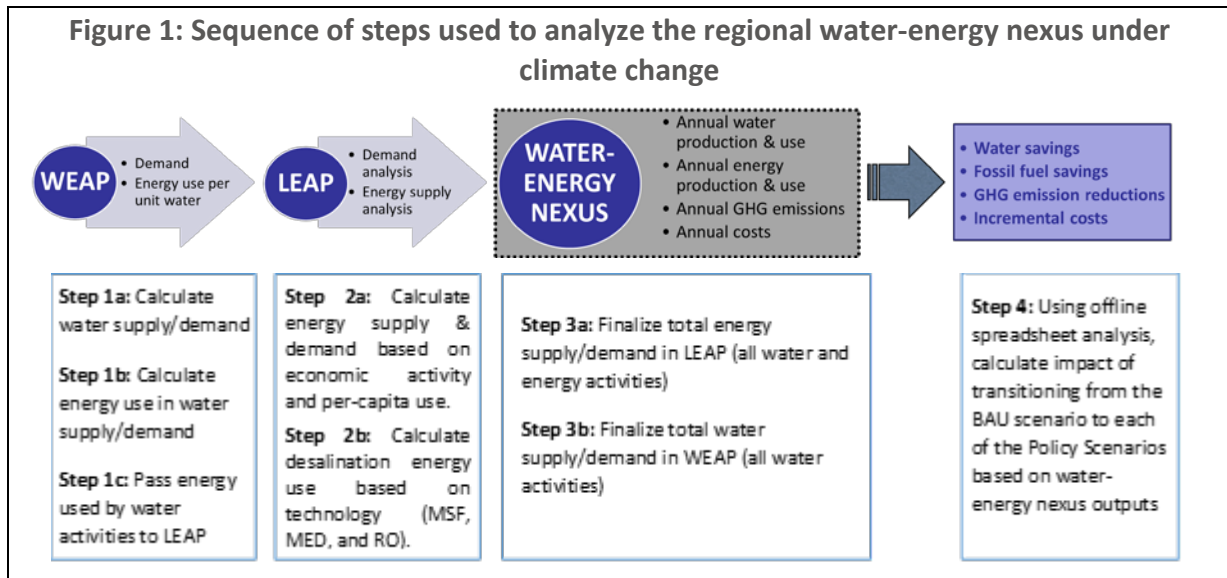 Figure 1: Sequence of steps used to analyze the regional water-energy nexus under
climate change
WEAP
• Demand
• Energy use per
unit water
LEAP
• Demand
analysis
• Energy supply
analysis
WATER-
ENERGY
NEXUS
• Annual water
production & use
• Annual energy
production & use
• Annual GHG emissions
• Annual costs
• Water savings
• Fossil fuel savings
• GHG emission reductions
• Incremental costs
Step 1a: Calculate
water supply/demand
Step 1b: Calculate
energy use in water
supply/demand
Step 1c: Pass energy
used by water
activities to LEAP
Step 2a: Calculate
energy supply &
demand based on
economic activity
and per-capita use.
Step 2b: Calculate
desalination energy
use based on
technology (MSF,
MED, and RO).
Step 3a: Finalize total energy
supply/demand in LEAP (all water and
energy activities)
Step 3b: Finalize total water
supply/demand in WEAP (all water
activities)
Step 4: Using offline
spreadsheet analysis,
calculate impact of
transitioning from the
BAU scenario to each
of the Policy Scenarios
based on water-
energy nexus outputs